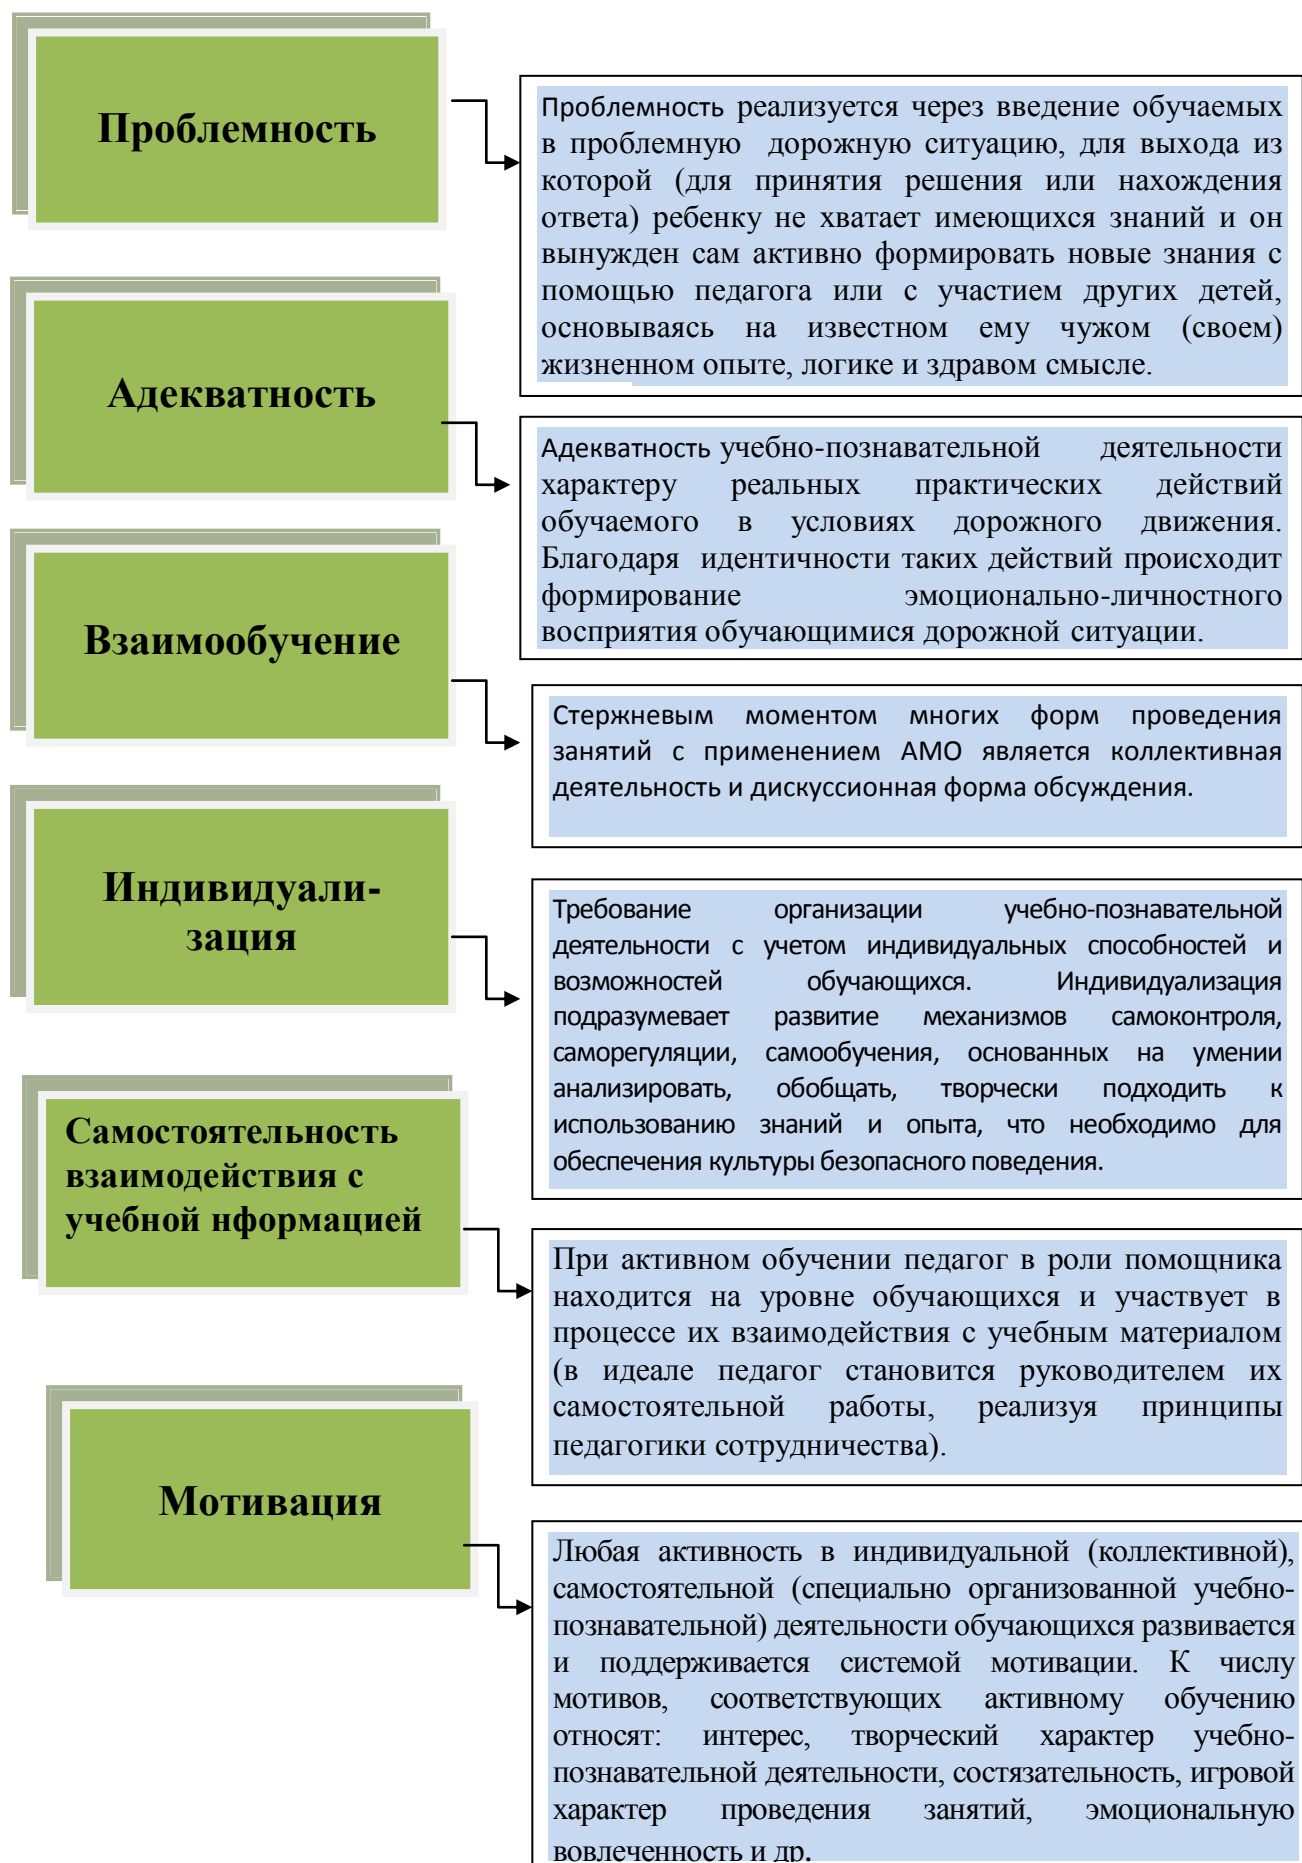 Проблемность
Проблемность реализуется через введение обучаемых
в проблемную дорожную ситуацию, для выхода из
которой (для принятия решения или нахождения
ответа) ребенку не хватает имеющихся знаний и он
вынужден сам активно формировать новые знания с
помощью педагога или с участием других детей,
основываясь на известном ему чужом (своем)
жизненном опыте, логике и здравом смысле.
Адекватность
Адекватность учебно-познавательной деятельности
характеру реальных практических действий
обучаемого в условиях дорожного движения.
Благодаря идентичности таких действий происходит
формирование эмоционально-личностного
восприятия обучающимися дорожной ситуации.
Взаимообучение
Стержневым моментом многих форм проведения
занятий с применением АМО является коллективная
деятельность и дискуссионная форма обсуждения.
Индивидуали-
зация
Требование организации учебно-познавательной
деятельности с учетом индивидуальных способностей и
возможностей обучающихся. Индивидуализация
подразумевает развитие механизмов самоконтроля,
саморегуляции, самообучения, основанных на умении
анализировать, обобщать, творчески подходить к
использованию знаний и опыта, что необходимо для
обеспечения культуры безопасного поведения.
Самостоятельность
взаимодействия с
учебной нформацией
При активном обучении педагог в роли помощника
находится на уровне обучающихся и участвует в
процессе их взаимодействия с учебным материалом
(в идеале педагог становится руководителем их
самостоятельной работы, реализуя принципы
педагогики сотрудничества).
Мотивация
Любая активность в индивидуальной (коллективной),
самостоятельной (специально организованной учебно-
познавательной) деятельности обучающихся развивается
и поддерживается системой мотивации. К числу
мотивов, соответствующих активному обучению
относят: интерес, творческий характер учебно-
познавательной деятельности, состязательность, игровой
характер проведения занятий, эмоциональную
вовлеченность и др.